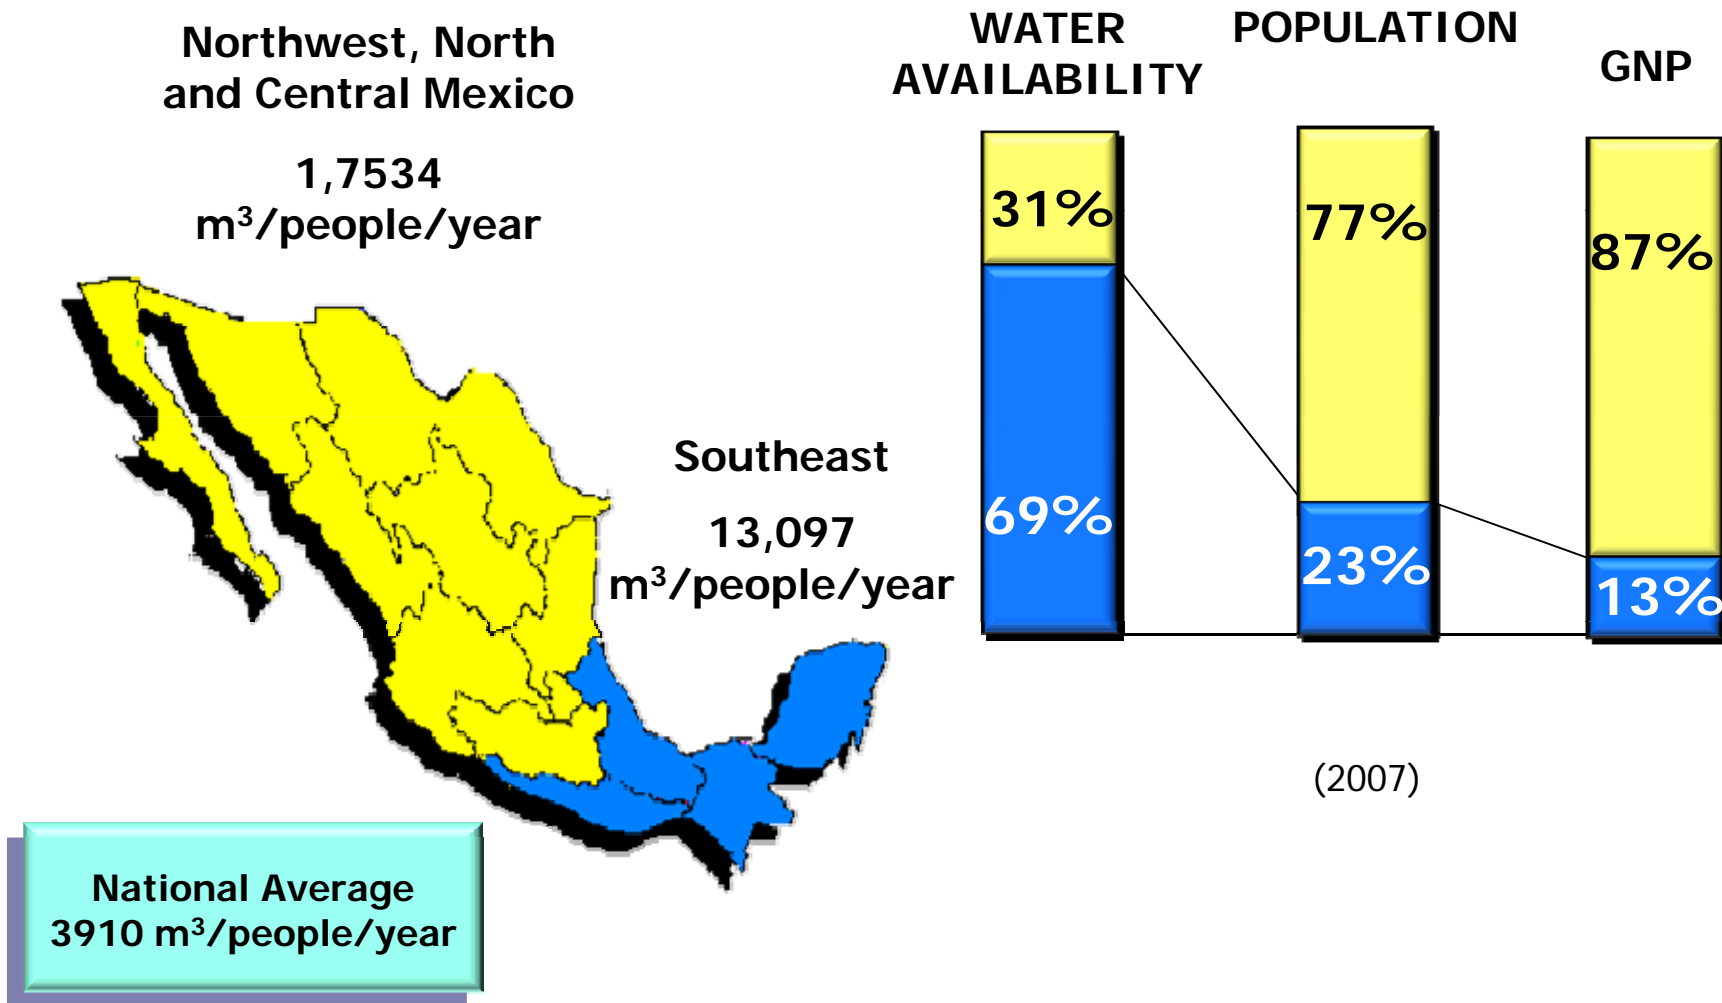 Northwest, North
and Central Mexico
1,7534
m³/people/year
Southeast
13,097
m³/people/year
National Average
3910 m³/people/year
WATER
AVAILABILITY
POPULATION
GNP
31%
77%
87%
69%
23%
13%
(2007)